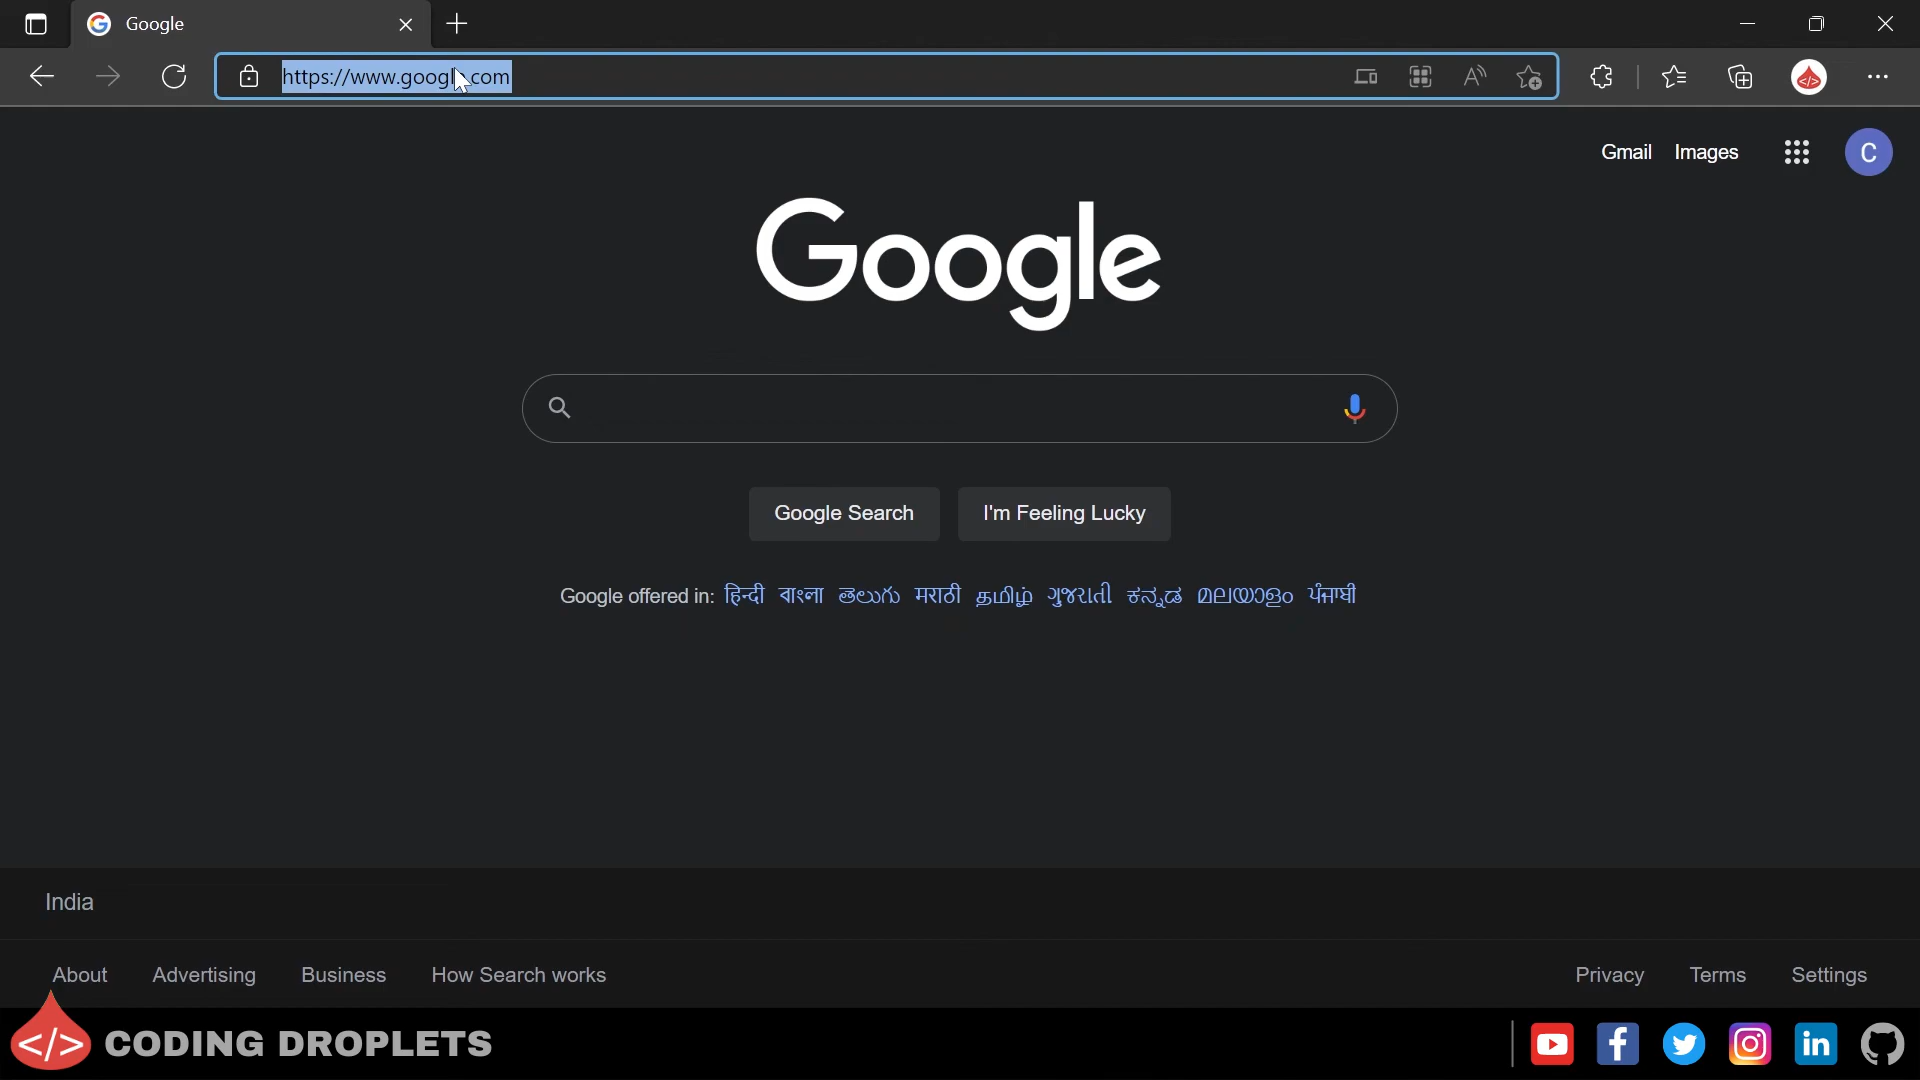 Google
https://www.google.com
Gmail Images
C
Google
Google Search I'm Feeling Lucky
Google offered in: हिन्दी বাংলা తెలుగు मराठी தமிழ் ગુજરાતી ಕನ್ನಡ മലയാളം ਪੰਜਾਬੀ
India
About Advertising Business How Search works Privacy Terms Settings
</> CODING DROPLETS